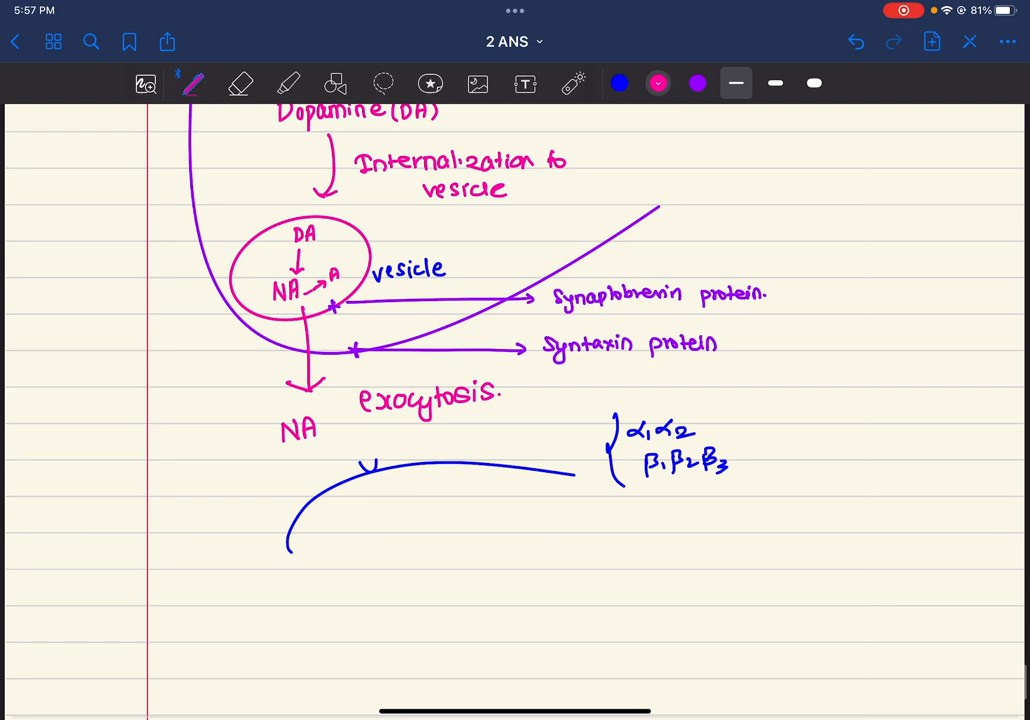 5:57 PM
81%
2 ANS
T
Dopamine (DA)
Internalization to
vesicle
DA
NA → A
vesicle
synaptobrevin protein.
syntaxin protein
exocytosis.
NA
α1 α2
β1 β2 β3